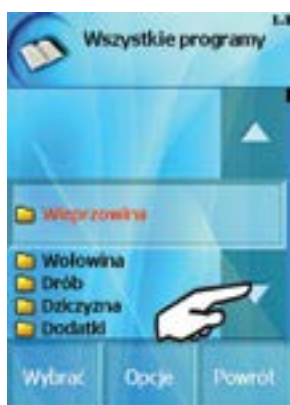 Wszystkie programy
Wieprzowina
Wołowina
Drób
Dziczyzna
Dodatki
Wybrać Opcje Powrót